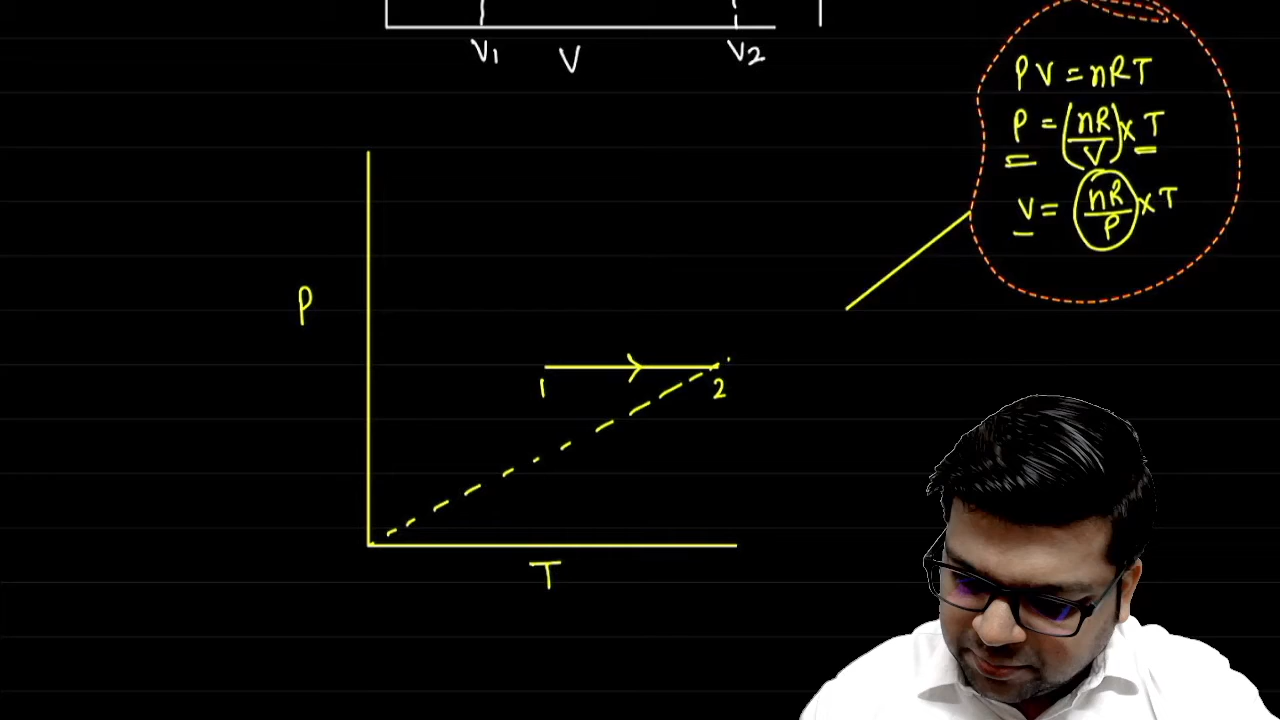 V1 V V2
PV = nRT
P = (nR/V) × T
V = (nR/P) × T
P
1 2
T